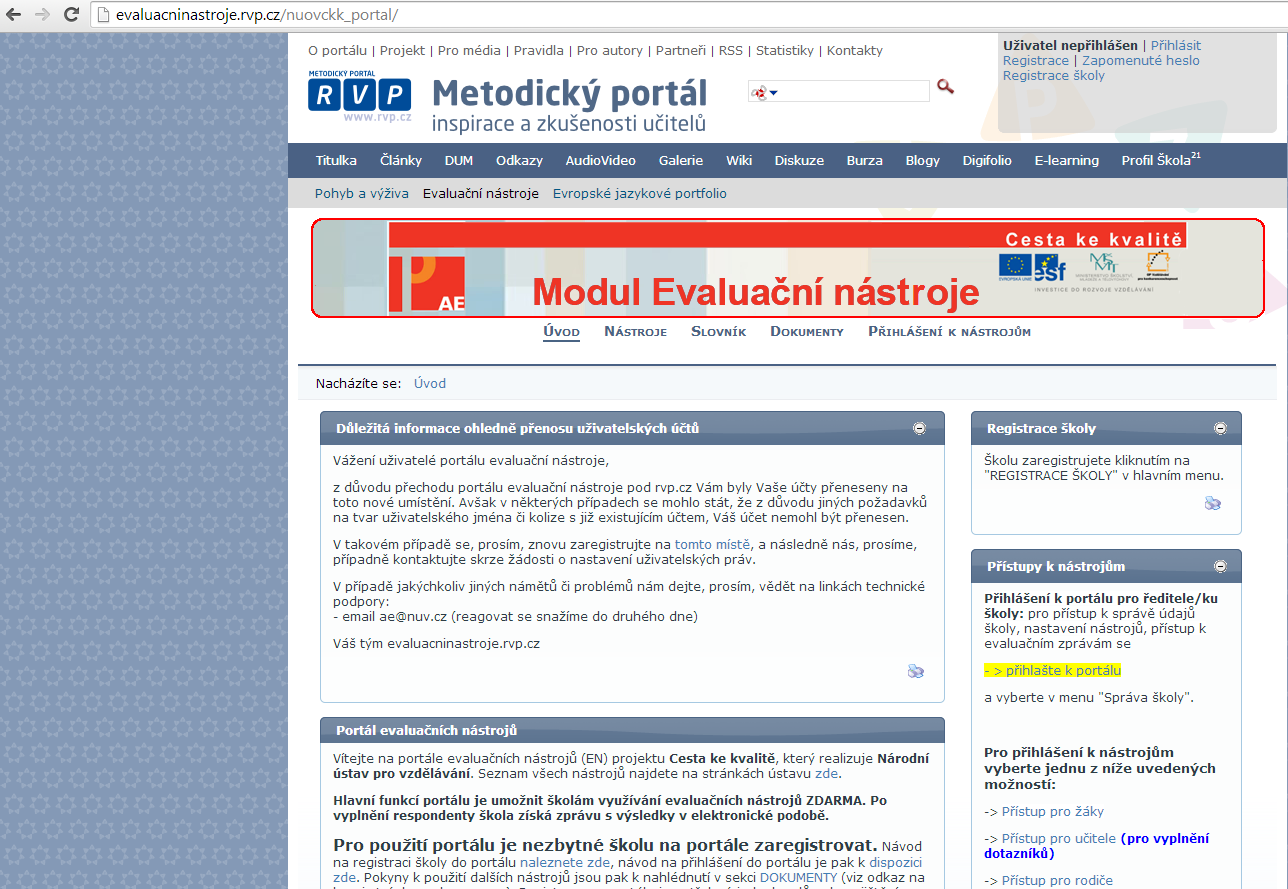 evaluacninastroje.rvp.cz/nuovckk_portal/
O portálu | Projekt | Pro média | Pravidla | Pro autory | Partneři | RSS | Statistiky | Kontakty
Uživatel nepřihlášen | Přihlásit
Registrace | Zapomenuté heslo
Registrace školy
METODICKÝ PORTÁL
RVP
www.rvp.cz
Metodický portál
inspirace a zkušenosti učitelů
Titulka Články DUM Odkazy AudioVideo Galerie Wiki Diskuze Burza Blogy Digifolio E-learning Profil Škola21
Pohyb a výživa Evaluační nástroje Evropské jazykové portfolio
Cesta ke kvalitě
AE
Modul Evaluační nástroje
esf
INVESTICE DO ROZVOJE VZDĚLÁVÁNÍ
Úvod Nástroje Slovník Dokumenty Přihlášení k nástrojům
Nacházíte se: Úvod
Důležitá informace ohledně přenosu uživatelských účtů
Vážení uživatelé portálu evaluační nástroje,
z důvodu přechodu portálu evaluační nástroje pod rvp.cz Vám byly Vaše účty přeneseny na
toto nové umístění. Avšak v některých případech se mohlo stát, že z důvodu jiných požadavků
na tvar uživatelského jména či kolize s již existujícím účtem, Váš účet nemohl být přenesen.
V takovém případě se, prosím, znovu zaregistrujte na tomto místě, a následně nás, prosíme,
případně kontaktujte skrze žádosti o nastavení uživatelských práv.
V případě jakýchkoliv jiných námětů či problémů nám dejte, prosím, vědět na linkách technické
podpory:
- email ae@nuv.cz (reagovat se snažíme do druhého dne)
Váš tým evaluacninastroje.rvp.cz
Portál evaluačních nástrojů
Vítejte na portále evaluačních nástrojů (EN) projektu Cesta ke kvalitě, který realizuje Národní
ústav pro vzdělávání. Seznam všech nástrojů najdete na stránkách ústavu zde.
Hlavní funkcí portálu je umožnit školám využívání evaluačních nástrojů ZDARMA. Po
vyplnění respondenty škola získá zprávu s výsledky v elektronické podobě.
Pro použití portálu je nezbytné školu na portále zaregistrovat. Návod
na registraci školy do portálu naleznete zde, návod na přihlášení do portálu je pak k dispozici
zde. Pokyny k použití dalších nástrojů jsou pak k nahlédnutí v sekci DOKUMENTY (viz odkaz na
Registrace školy
Školu zaregistrujete kliknutím na
"REGISTRACE ŠKOLY" v hlavním menu.
Přístupy k nástrojům
Přihlášení k portálu pro ředitele/ku
školy: pro přístup k správě údajů
školy, nastavení nástrojů, přístup k
evaluačním zprávám se
- > přihlašte k portálu
a vyberte v menu "Správa školy".
Pro přihlášení k nástrojům
vyberte jednu z níže uvedených
možností:
-> Přístup pro žáky
-> Přístup pro učitele (pro vyplnění
dotazníků)
-> Přístup pro rodiče